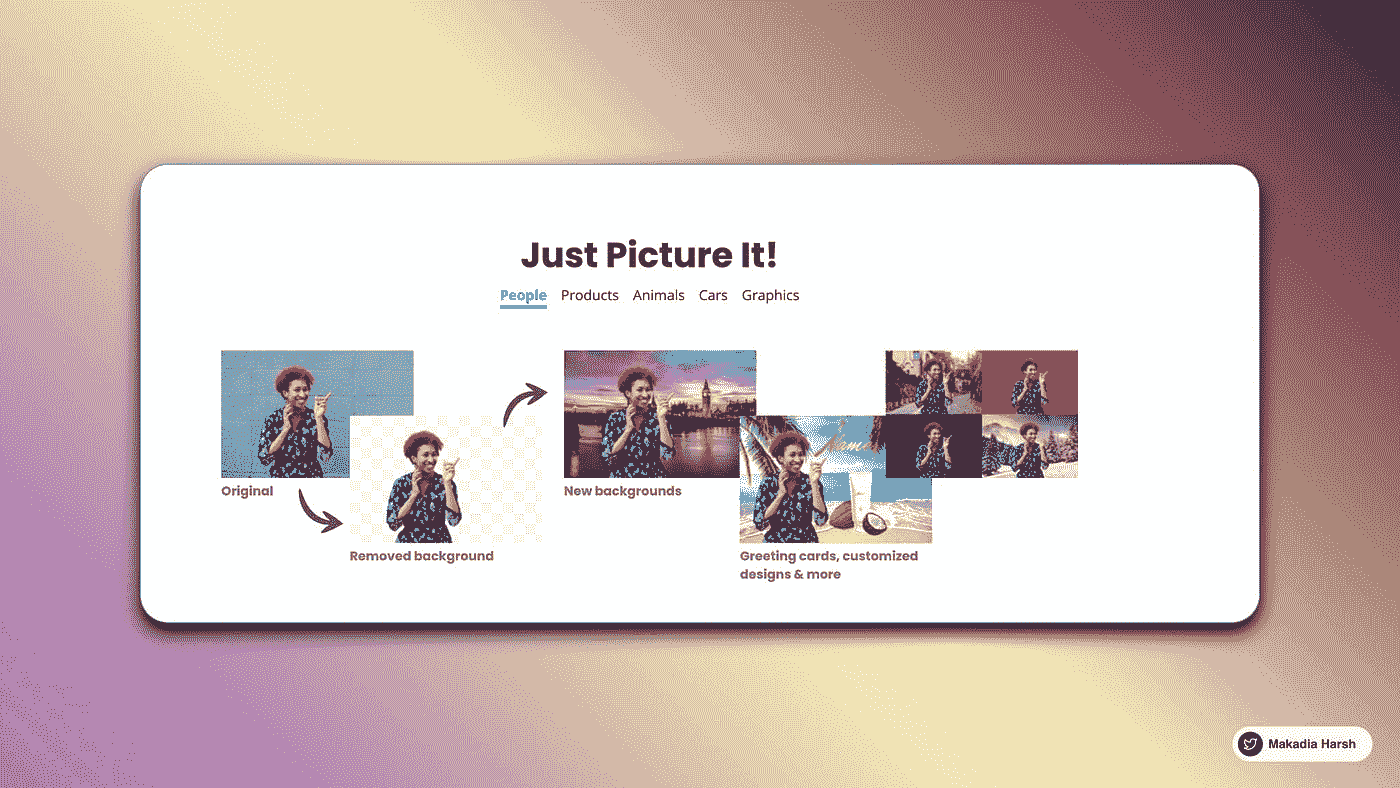 Just Picture It!
People Products Animals Cars Graphics
Original
Removed background
New backgrounds
Greeting cards, customized
designs & more
Makadia Harsh